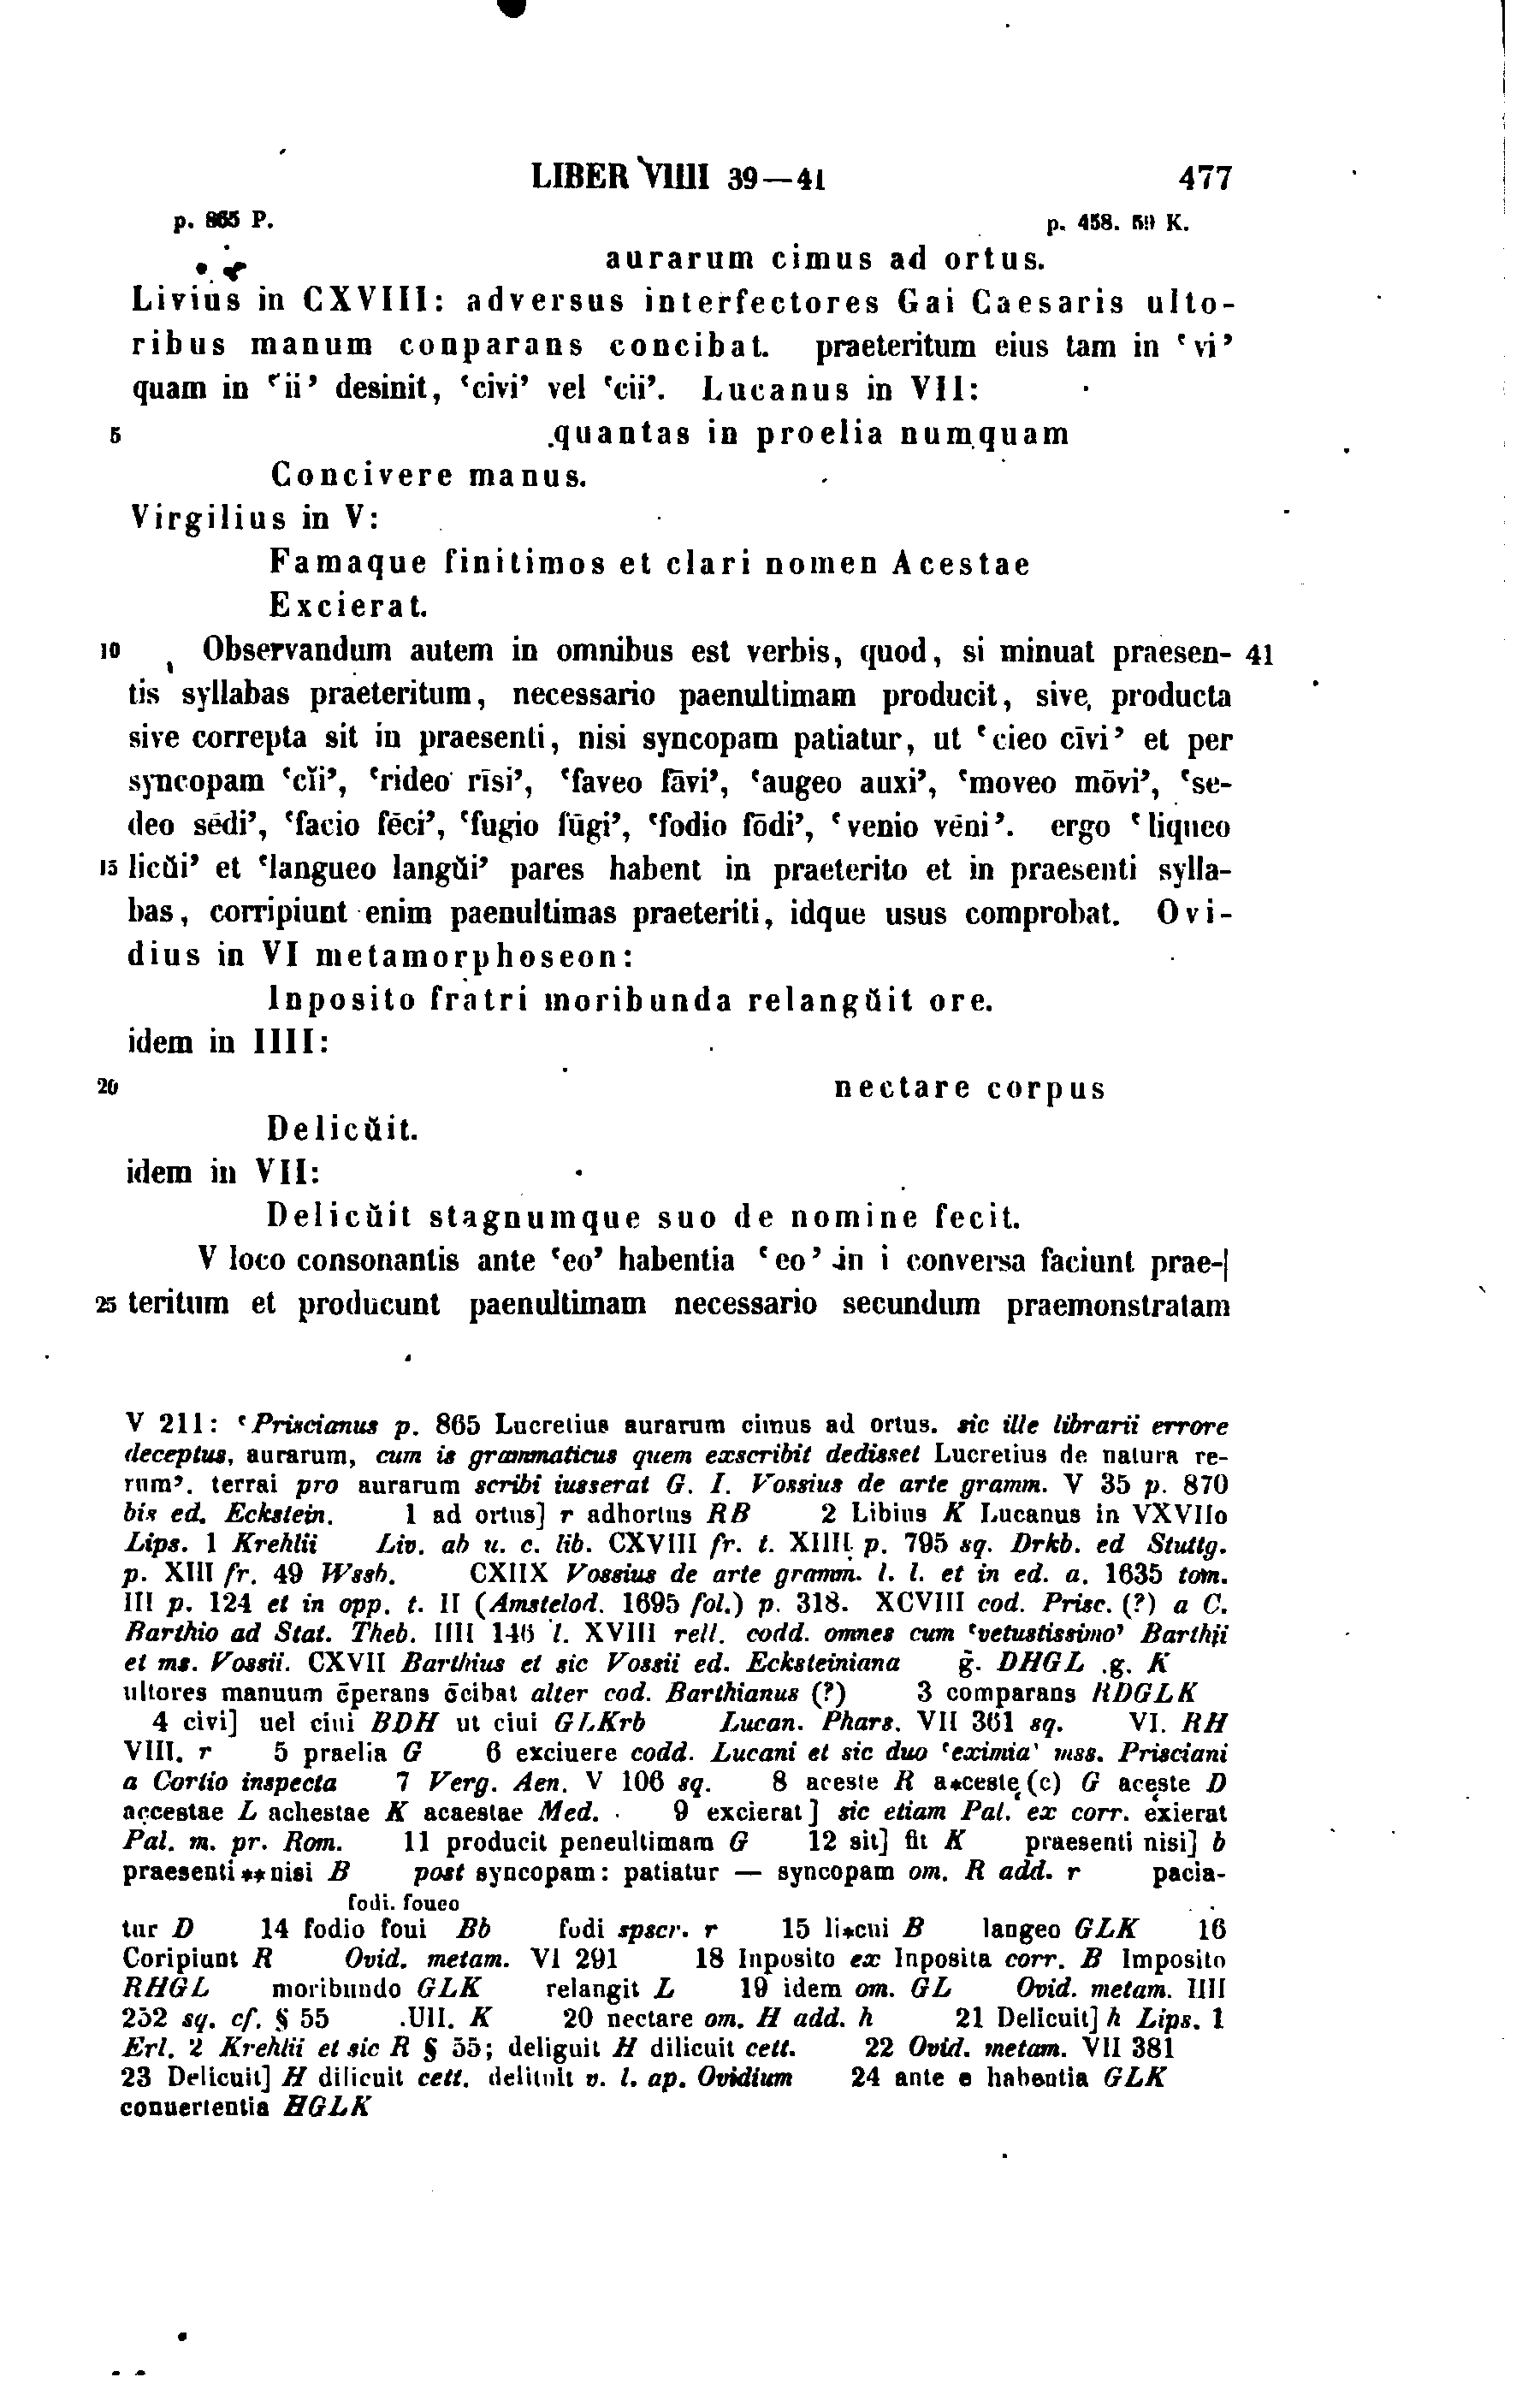 LIBER VIIII 39—41 477
p. 865 P. p. 458. 59 K.
aurarum cimus ad ortus.
Livius in CXVIII: adversus interfectores Gai Caesaris ulto-
ribus manum conparans concibat. praeteritum eius tam in ‘vi’
quam in ‘ii’ desinit, ‘civi’ vel ‘cii’. Lucanus in VII:
5 quantas in proelia numquam
Concivere manus.
Virgilius in V:
Famaque finitimos et clari nomen Acestae
Excierat.
10 Observandum autem in omnibus est verbis, quod, si minuat praesen- 41
tis syllabas praeteritum, necessario paenultimam producit, sive producta
sive correpta sit in praesenti, nisi syncopam patiatur, ut ‘cieo cīvi’ et per
syncopam ‘cĭi’, ‘rideo rīsi’, ‘faveo fāvi’, ‘augeo auxi’, ‘moveo mōvi’, ‘se-
deo sēdi’, ‘facio fēci’, ‘fugio fūgi’, ‘fodio fōdi’, ‘venio vēni’. ergo ‘liqueo
15 licŭi’ et ‘langueo langŭi’ pares habent in praeterito et in praesenti sylla-
bas, corripiunt enim paenultimas praeteriti, idque usus comprobat. Ovi-
dius in VI metamorphoseon:
Inposito fratri moribunda relangŭit ore.
idem in IIII:
20 nectare corpus
Delicŭit.
idem in VII:
Delicŭit stagnumque suo de nomine fecit.
V loco consonantis ante ‘eo’ habentia ‘eo’ in i conversa faciunt prae-
25 teritum et producunt paenultimam necessario secundum praemonstratam
V 211: ‘Priscianus p. 865 Lucretius aurarum cimus ad ortus. sic ille librarii errore
deceptus, aurarum, cum is grammaticus quem exscribit dedisset Lucretius de natura re-
rum’. terrai pro aurarum scribi iusserat G. I. Vossius de arte gramm. V 35 p. 870
bis ed. Eckstein. 1 ad ortus] r adhortus RB 2 Libius K Lucanus in VXVIIo
Lips. 1 Krehlii Liv. ab u. c. lib. CXVIII fr. t. XIIII p. 795 sq. Drkb. ed Stuttg.
p. XIII fr. 49 Wssb. CXIIX Vossius de arte gramm. l. l. et in ed. a. 1635 tom.
III p. 124 et in opp. t. II (Amstelod. 1695 fol.) p. 318. XCVIII cod. Prisc. (?) a C.
Barthio ad Stat. Theb. IIII 146 l. XVIII rell. codd. omnes cum ‘vetustissimo’ Barthii
et ms. Vossii. CXVII Barthius et sic Vossii ed. Ecksteiniana ḡ. DHGL .g. K
ultores manuum c̄perans c̄cibat alter cod. Barthianus (?) 3 comparans RDGLK
4 civi] uel ciui BDH ut ciui GLKrb Lucan. Phars. VII 361 sq. VI. RH
VIII. r 5 praelia G 6 exciuere codd. Lucani et sic duo ‘eximia’ mss. Prisciani
a Cortio inspecta 7 Verg. Aen. V 106 sq. 8 aceste R a*cestę (c) G acęste D
accestae L achestae K acaestae Med. 9 excierat] sic etiam Pal. ex corr. exierat
Pal. m. pr. Rom. 11 producit peneultimam G 12 sit] fit K praesenti nisi] b
praesenti**nisi B post syncopam: patiatur — syncopam om. R add. r pacia-
fodi. foueo
tur D 14 fodio foui Bb fudi spscr. r 15 li*cui B langeo GLK 16
Coripiunt R Ovid. metam. VI 291 18 Inposito ex Inposita corr. B Imposito
RHGL moribundo GLK relangit L 19 idem om. GL Ovid. metam. IIII
252 sq. cf. § 55 .UII. K 20 nectare om. H add. h 21 Delicuit] h Lips. 1
Erl. 2 Krehlii et sic R § 55; deliguit H dilicuit cett. 22 Ovid. metam. VII 381
23 Delicuit] H dilicuit cett. delituit v. l. ap. Ovidium 24 ante e habentia GLK
conuertentia HGLK